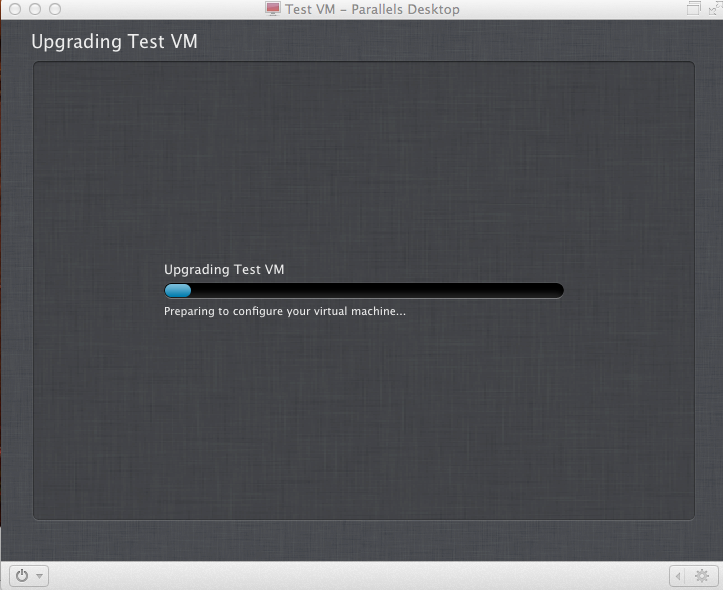 Test VM – Parallels Desktop
Upgrading Test VM
Upgrading Test VM
Preparing to configure your virtual machine...